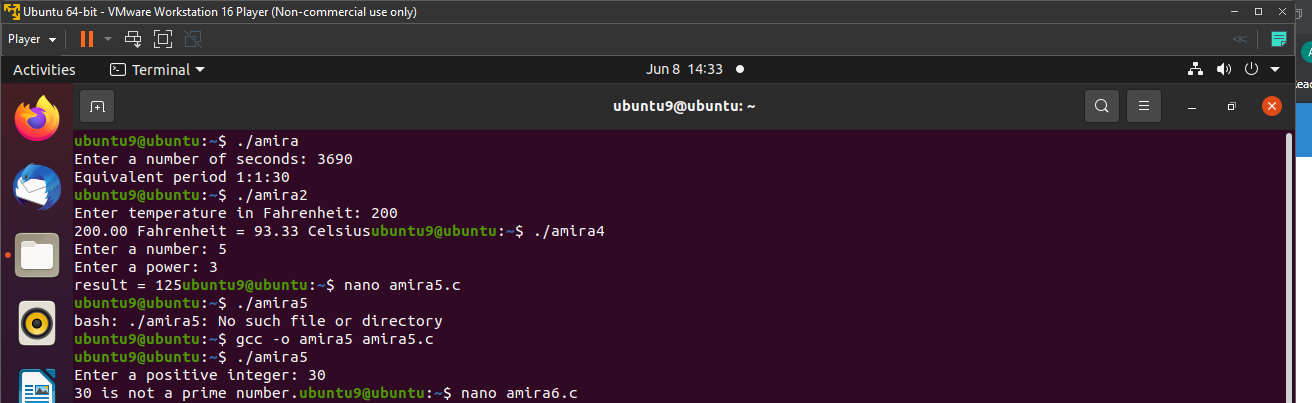 Ubuntu 64-bit - VMware Workstation 16 Player (Non-commercial use only)
Player
Activities
Terminal
Jun 8 14:33
ubuntu9@ubuntu: ~
ubuntu9@ubuntu:~$ ./amira
Enter a number of seconds: 3690
Equivalent period 1:1:30
ubuntu9@ubuntu:~$ ./amira2
Enter temperature in Fahrenheit: 200
200.00 Fahrenheit = 93.33 Celsiusubuntu9@ubuntu:~$ ./amira4
Enter a number: 5
Enter a power: 3
result = 125ubuntu9@ubuntu:~$ nano amira5.c
ubuntu9@ubuntu:~$ ./amira5
bash: ./amira5: No such file or directory
ubuntu9@ubuntu:~$ gcc -o amira5 amira5.c
ubuntu9@ubuntu:~$ ./amira5
Enter a positive integer: 30
30 is not a prime number.ubuntu9@ubuntu:~$ nano amira6.c